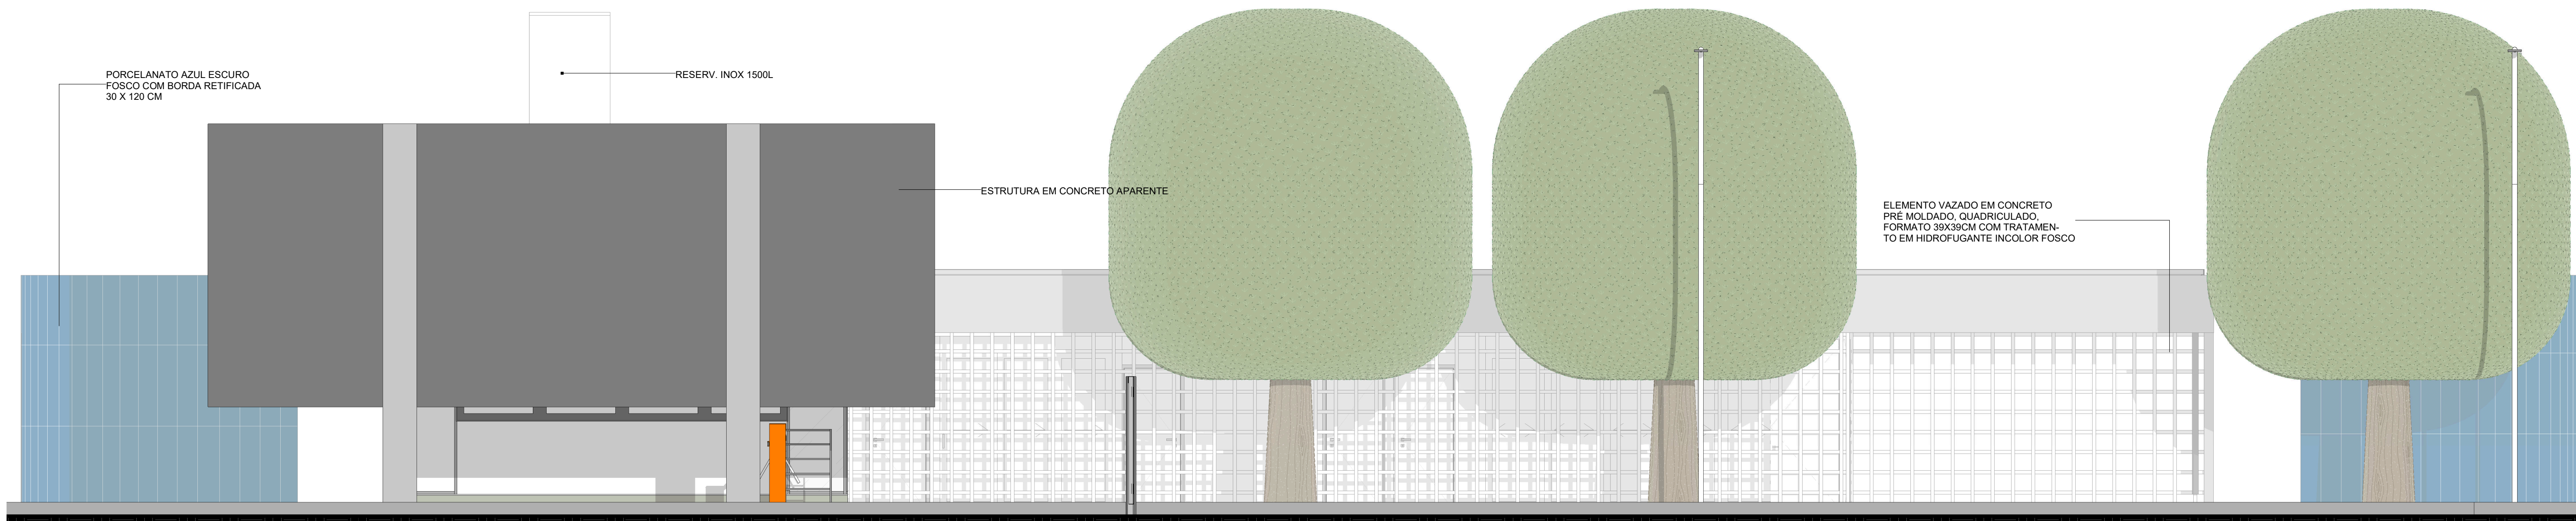 PORCELANATO AZUL ESCURO
FOSCO COM BORDA RETIFICADA
30 X 120 CM
RESERV. INOX 1500L
ESTRUTURA EM CONCRETO APARENTE
ELEMENTO VAZADO EM CONCRETO
PRÉ MOLDADO, QUADRICULADO,
FORMATO 39X39CM COM TRATAMEN-
TO EM HIDROFUGANTE INCOLOR FOSCO